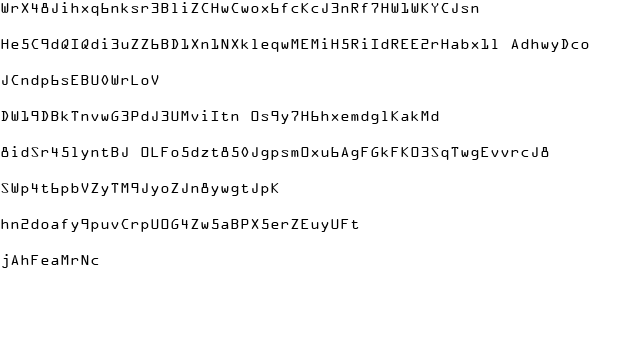 WrX48Jihxq6nksr3BliZCHwCwox6fcKcJ3nRf7HW1WKYCJsn
He5C9dQIQdi3uZZ6BD1Xn1NXkleqwMEMiH5RiIdREE2rHabx1l AdhwyDco
JCndp6sEBU0WrLoV
DW19DBkTnvwG3PdJ3UMviItn Os9y7H6hxemdglKakMd
8idSr45lyntBJ OLFo5dzt850JgpsmOxu6AgFGkFKO3SqTwgEvvrcJ8
SWp4t6pbVZyTM9JyoZJn8ywgtJpK
hn2doafy9puvCrpUOG4Zw5aBPX5erZEuyUFt
jAhFeaMrNc